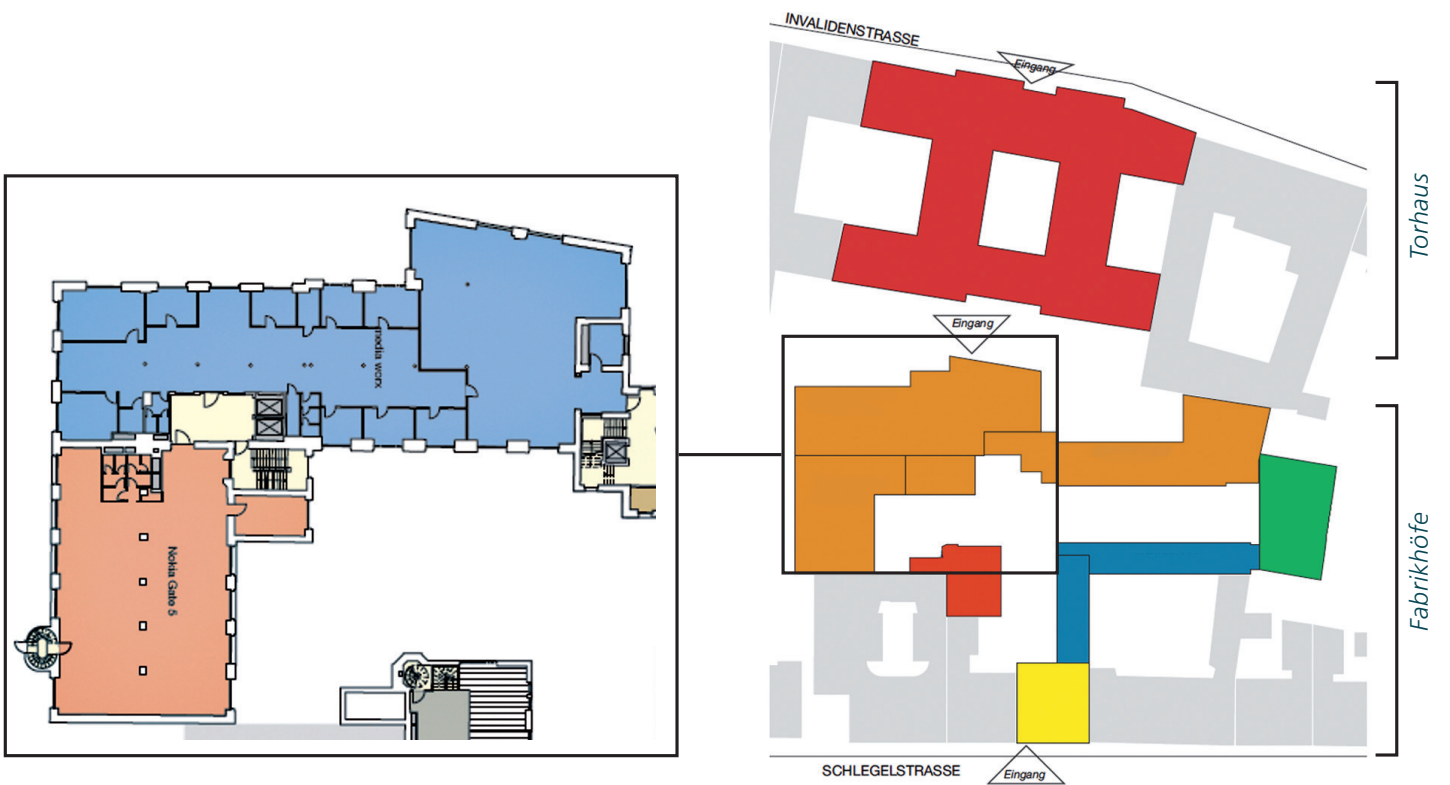 INVALIDENSTRASSE
Eingang
Torhaus
Eingang
media worx
Nokia Gate 5
Fabrikhöfe
SCHLEGELSTRASSE
Eingang